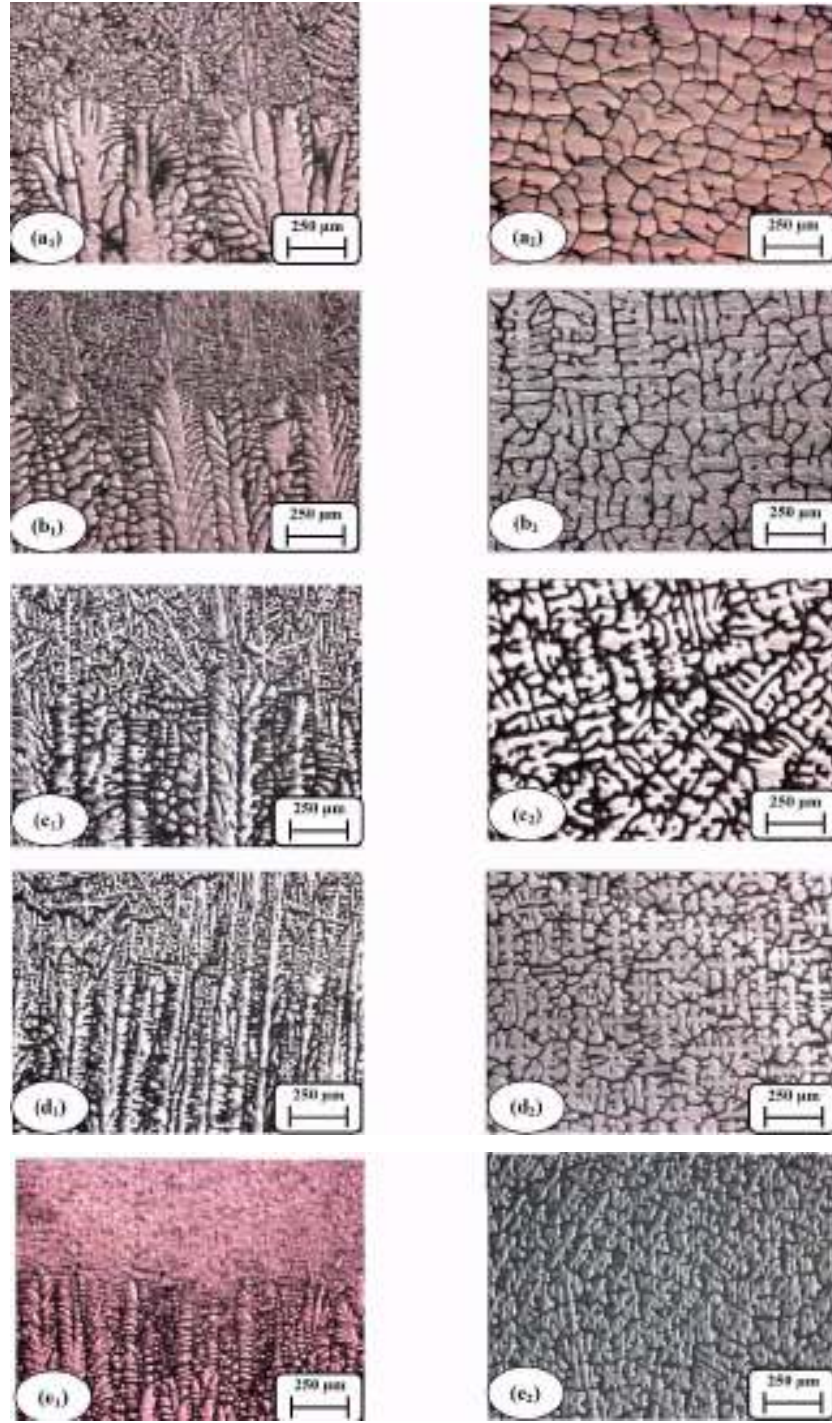 (a₁)
250 µm
(a₂)
250 µm
(b₁)
250 µm
(b₂
250 µm
(c₁)
250 µm
(c₂)
250 µm
(d₁)
250 µm
(d₂)
250 µm
(e₁)
250 µm
(e₂)
250 µm